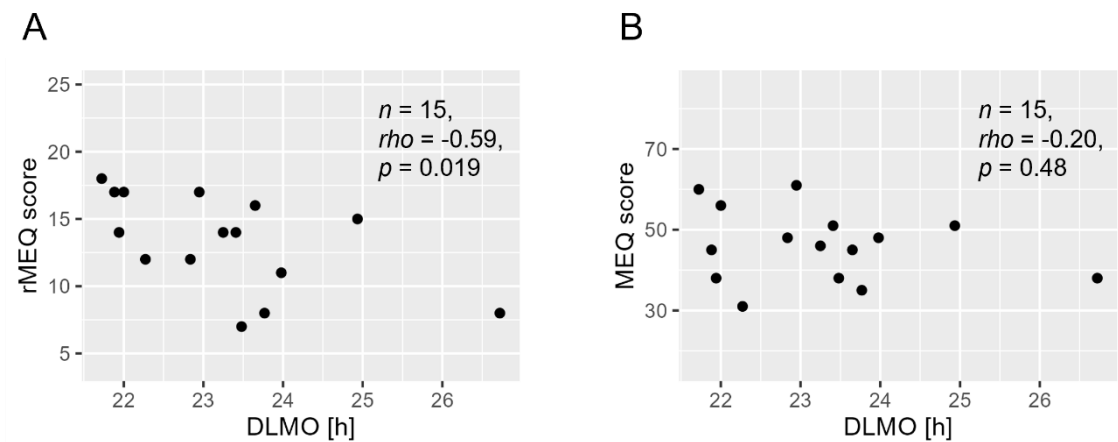 A
rMEQ score
25
20
15
10
5
n = 15,
rho = -0.59,
p = 0.019
22 23 24 25 26
DLMO [h]
B
MEQ score
70
50
30
n = 15,
rho = -0.20,
p = 0.48
22 23 24 25 26
DLMO [h]